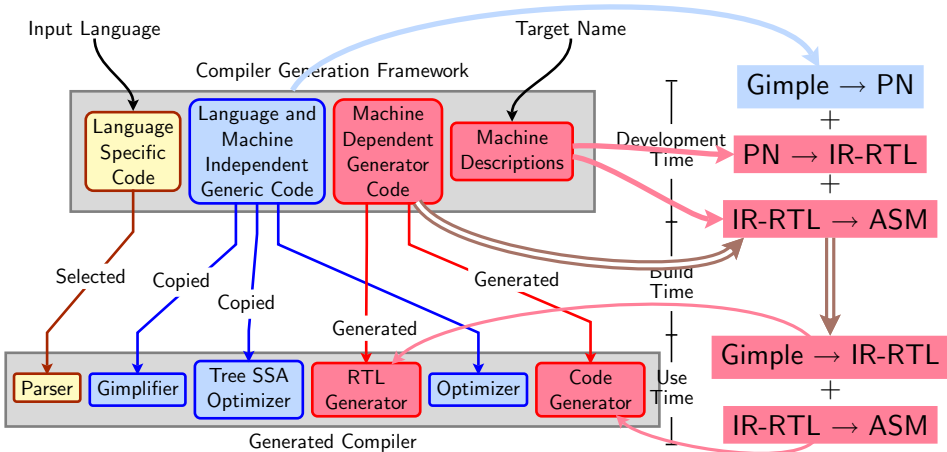 Input Language
Target Name
Compiler Generation Framework
Gimple → PN
+
Language
Specific
Code
Language and
Machine
Independent
Generic Code
Machine
Dependent
Generator
Code
Machine
Descriptions
Development
Time
PN → IR-RTL
+
IR-RTL → ASM
Selected
Copied
Copied
Generated
Generated
Build
Time
Gimple → IR-RTL
+
IR-RTL → ASM
Parser
Gimplifier
Tree SSA
Optimizer
RTL
Generator
Optimizer
Code
Generator
Use
Time
Generated Compiler